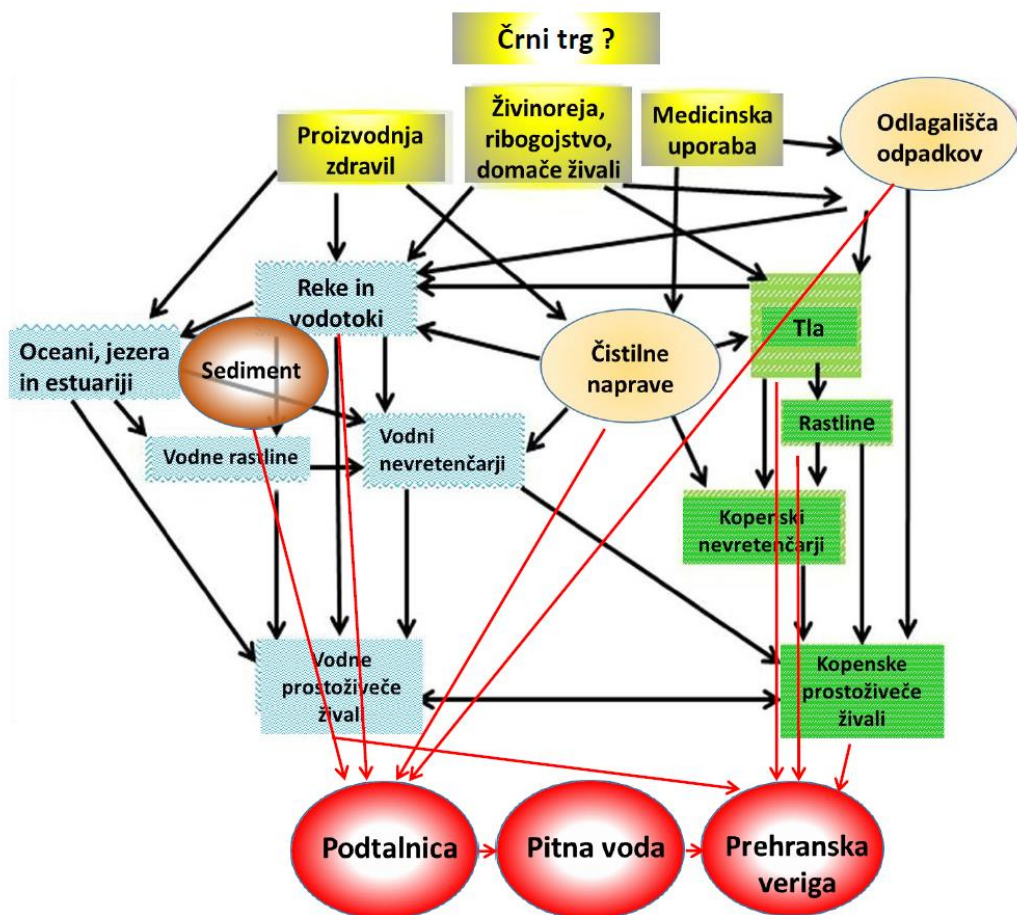 Črni trg ?
Proizvodnja
zdravil
Živinoreja,
ribogojstvo,
domače živali
Medicinska
uporaba
Odlagališča
odpadkov
Reke in
vodotoki
Tla
Oceani, jezera
in estuariji
Sediment
Čistilne
naprave
Rastline
Vodne rastline
Vodni
nevretenčarji
Kopenski
nevretenčarji
Vodne
prostoživeče
živali
Kopenske
prostoživeče
živali
Podtalnica
Pitna voda
Prehranska
veriga